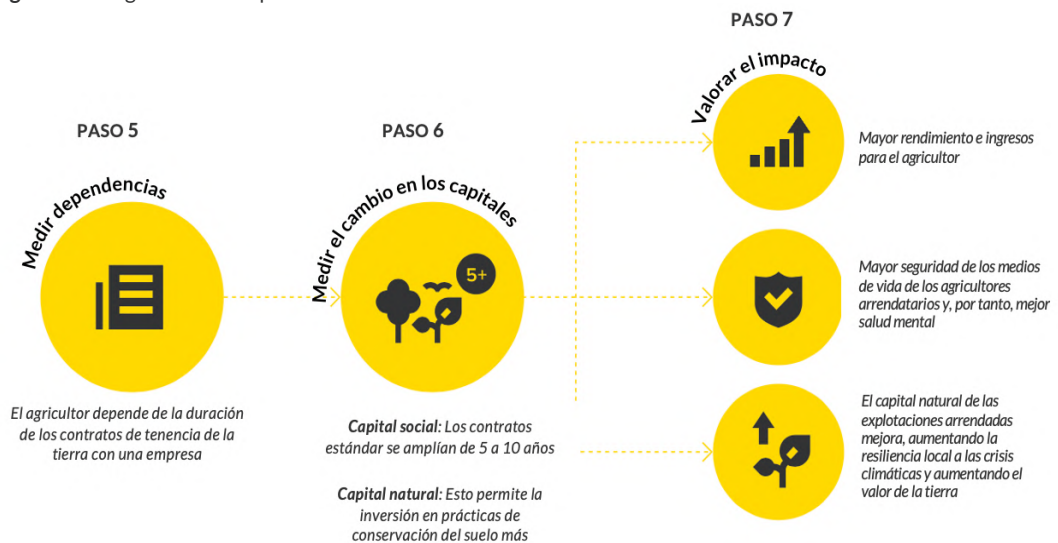 PASO 5
Medir dependencias
El agricultor depende de la duración
de los contratos de tenencia de la
tierra con una empresa
PASO 6
Medir el cambio en los capitales
5+
Capital social: Los contratos
estándar se amplían de 5 a 10 años
Capital natural: Esto permite la
inversión en prácticas de
conservación del suelo más
PASO 7
Valorar el impacto
Mayor rendimiento e ingresos
para el agricultor
Mayor seguridad de los medios
de vida de los agricultores
arrendatarios y, por tanto, mejor
salud mental
El capital natural de las
explotaciones arrendadas
mejora, aumentando la
resiliencia local a las crisis
climáticas y aumentando el
valor de la tierra